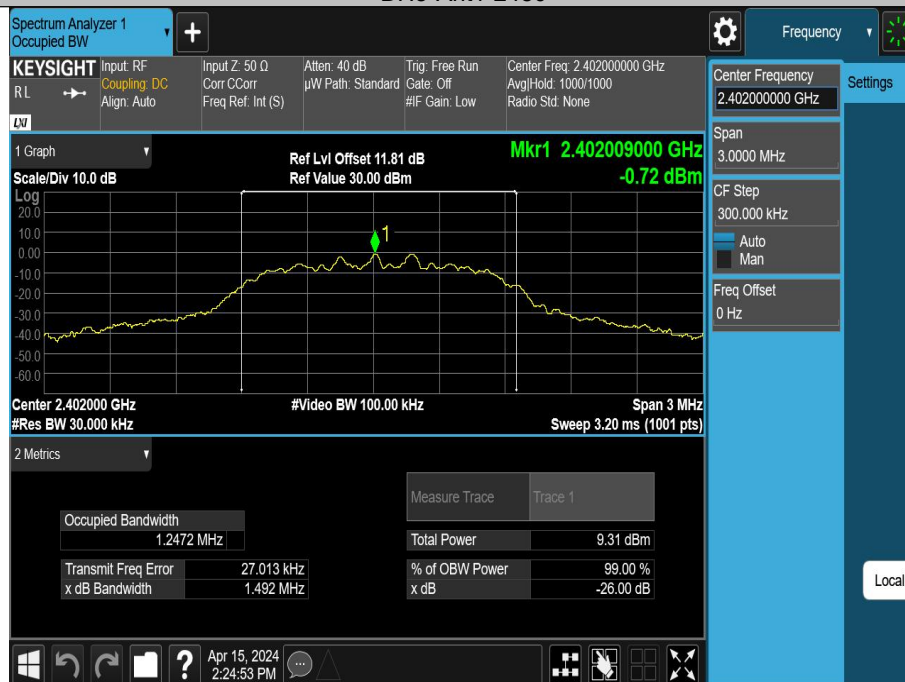 Spectrum Analyzer 1
Occupied BW
Frequency
KEYSIGHT
RL
LXI
Input: RF
Coupling: DC
Align: Auto
Input Z: 50 Ω
Corr CCorr
Freq Ref: Int (S)
Atten: 40 dB
µW Path: Standard
Trig: Free Run
Gate: Off
#IF Gain: Low
Center Freq: 2.402000000 GHz
Avg|Hold: 1000/1000
Radio Std: None
Center Frequency
2.402000000 GHz
Settings
Span
3.0000 MHz
CF Step
300.000 kHz
Auto
Man
Freq Offset
0 Hz
Local
1 Graph
Scale/Div 10.0 dB
Ref Lvl Offset 11.81 dB
Ref Value 30.00 dBm
Mkr1 2.402009000 GHz
-0.72 dBm
Log
20.0
10.0
0.00
-10.0
-20.0
-30.0
-40.0
-50.0
-60.0
1
Center 2.402000 GHz
#Video BW 100.00 kHz
Span 3 MHz
#Res BW 30.000 kHz
Sweep 3.20 ms (1001 pts)
2 Metrics
Measure Trace
Trace 1
Occupied Bandwidth
1.2472 MHz
Total Power
9.31 dBm
Transmit Freq Error
27.013 kHz
% of OBW Power
99.00 %
x dB Bandwidth
1.492 MHz
x dB
-26.00 dB
?
Apr 15, 2024
2:24:53 PM